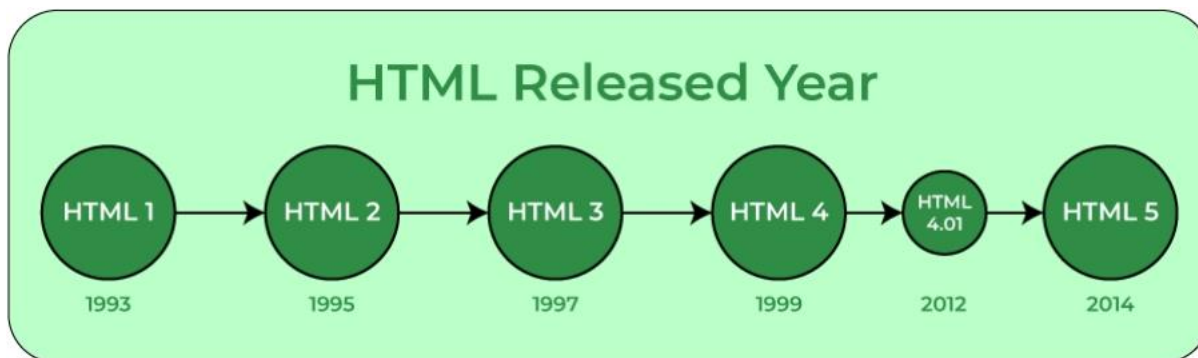 HTML Released Year
HTML 1
HTML 2
HTML 3
HTML 4
HTML
4.01
HTML 5
1993
1995
1997
1999
2012
2014